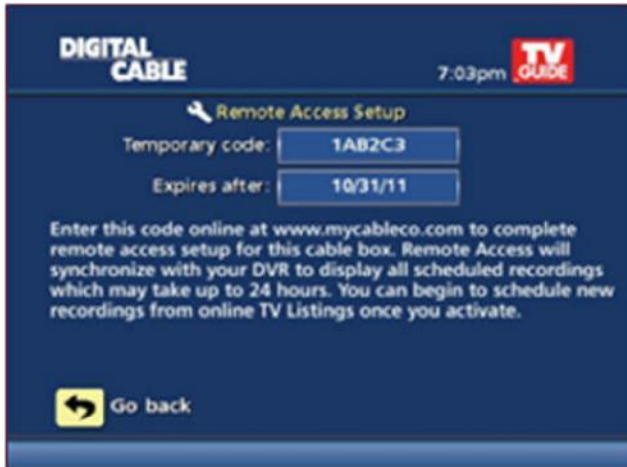 DIGITAL
CABLE
7:03pm TV
GUIDE
Remote Access Setup
Temporary code: 1AB2C3
Expires after: 10/31/11
Enter this code online at www.mycableco.com to complete
remote access setup for this cable box. Remote Access will
synchronize with your DVR to display all scheduled recordings
which may take up to 24 hours. You can begin to schedule new
recordings from online TV Listings once you activate.
Go back